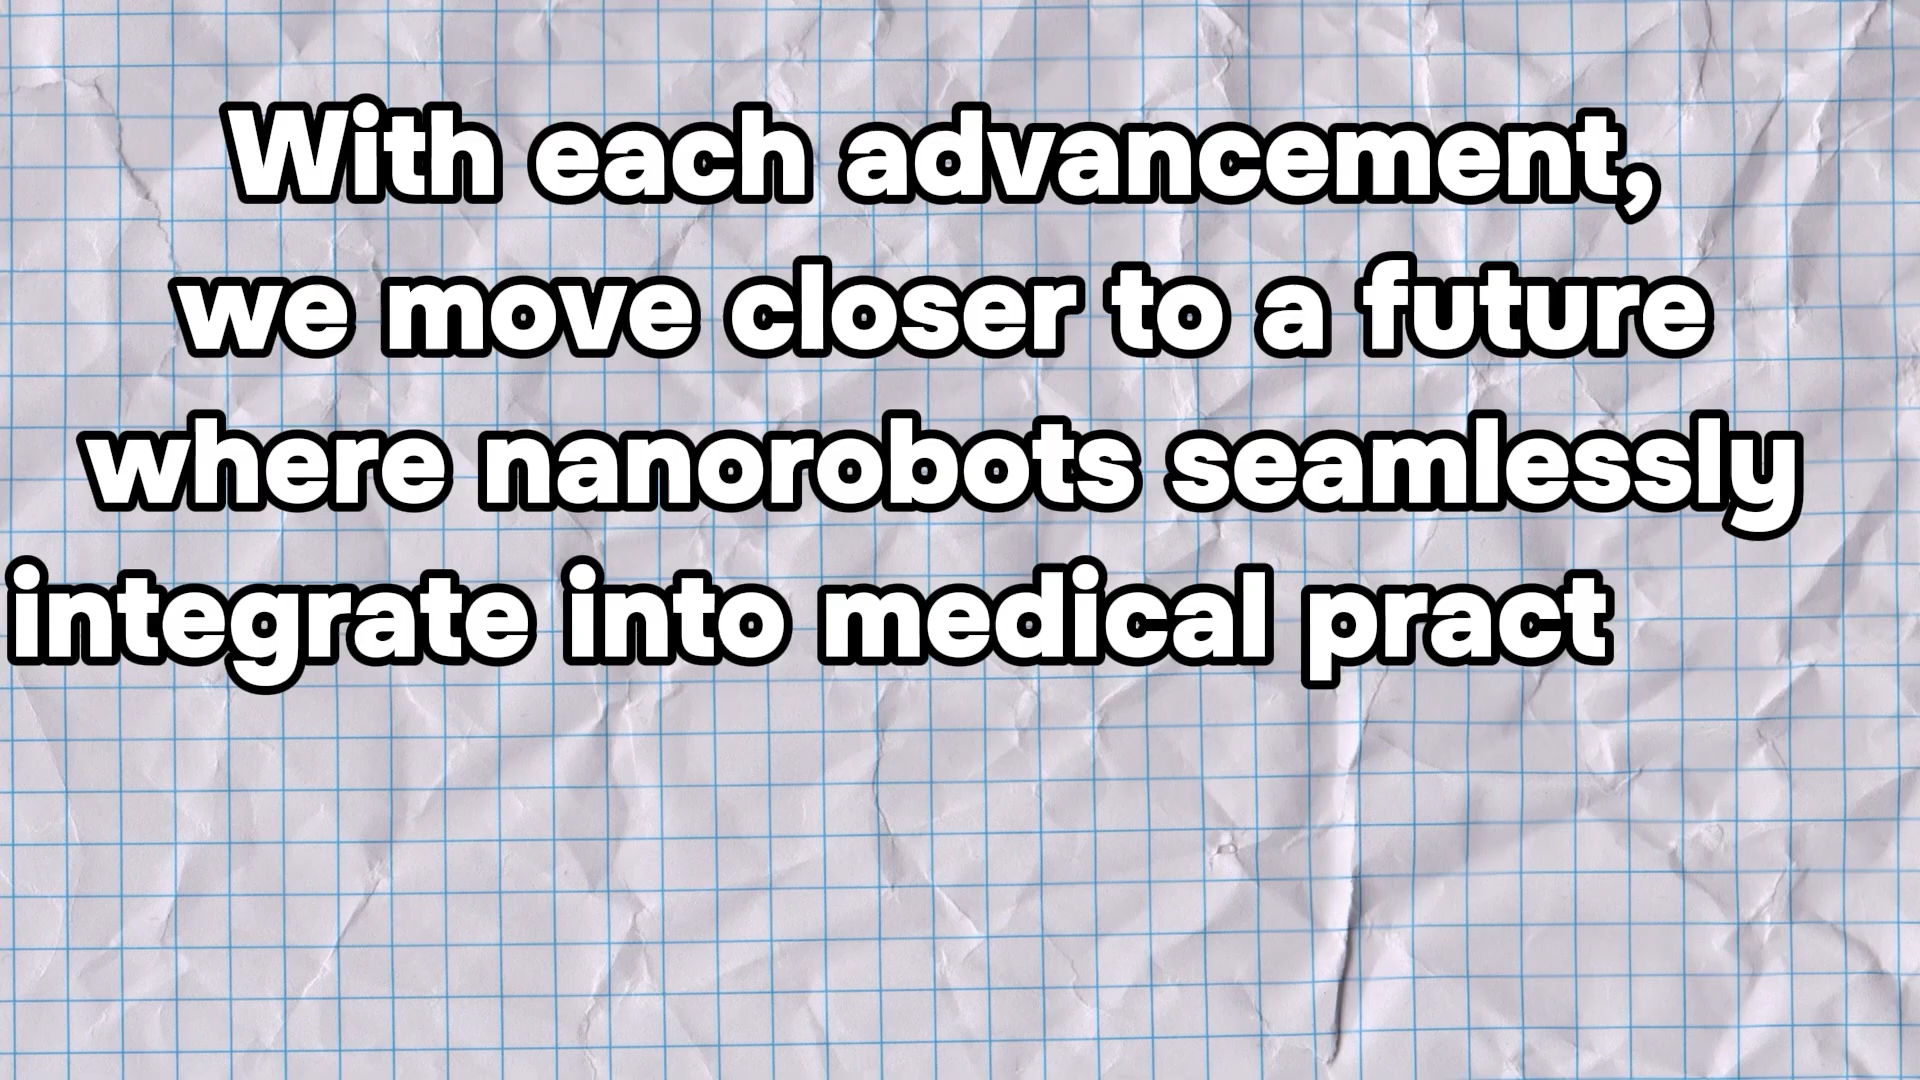 With each advancement,
we move closer to a future
where nanorobots seamlessly
integrate into medical pract